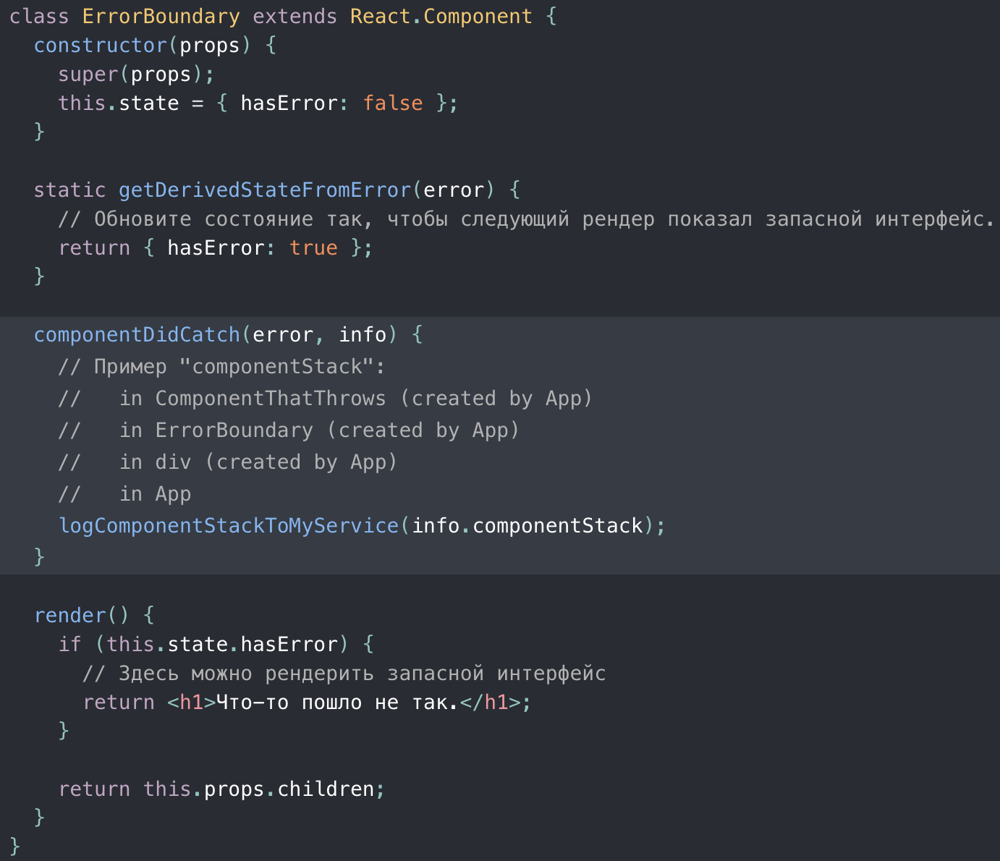 class ErrorBoundary extends React.Component {
  constructor(props) {
    super(props);
    this.state = { hasError: false };
  }

  static getDerivedStateFromError(error) {
    // Обновите состояние так, чтобы следующий рендер показал запасной интерфейс.
    return { hasError: true };
  }

  componentDidCatch(error, info) {
    // Пример "componentStack":
    //   in ComponentThatThrows (created by App)
    //   in ErrorBoundary (created by App)
    //   in div (created by App)
    //   in App
    logComponentStackToMyService(info.componentStack);
  }

  render() {
    if (this.state.hasError) {
      // Здесь можно рендерить запасной интерфейс
      return <h1>Что-то пошло не так.</h1>;
    }

    return this.props.children;
  }
}